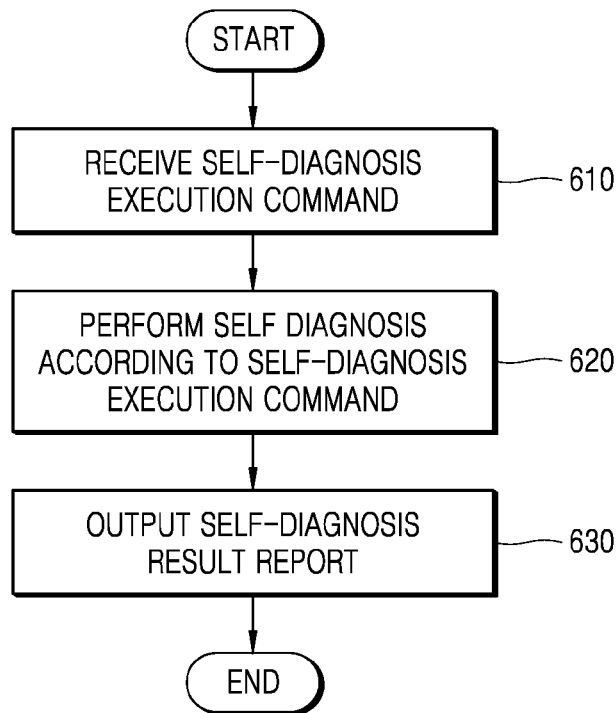 START
RECEIVE SELF-DIAGNOSIS
EXECUTION COMMAND
610
PERFORM SELF DIAGNOSIS
ACCORDING TO SELF-DIAGNOSIS
EXECUTION COMMAND
620
OUTPUT SELF-DIAGNOSIS
RESULT REPORT
630
END